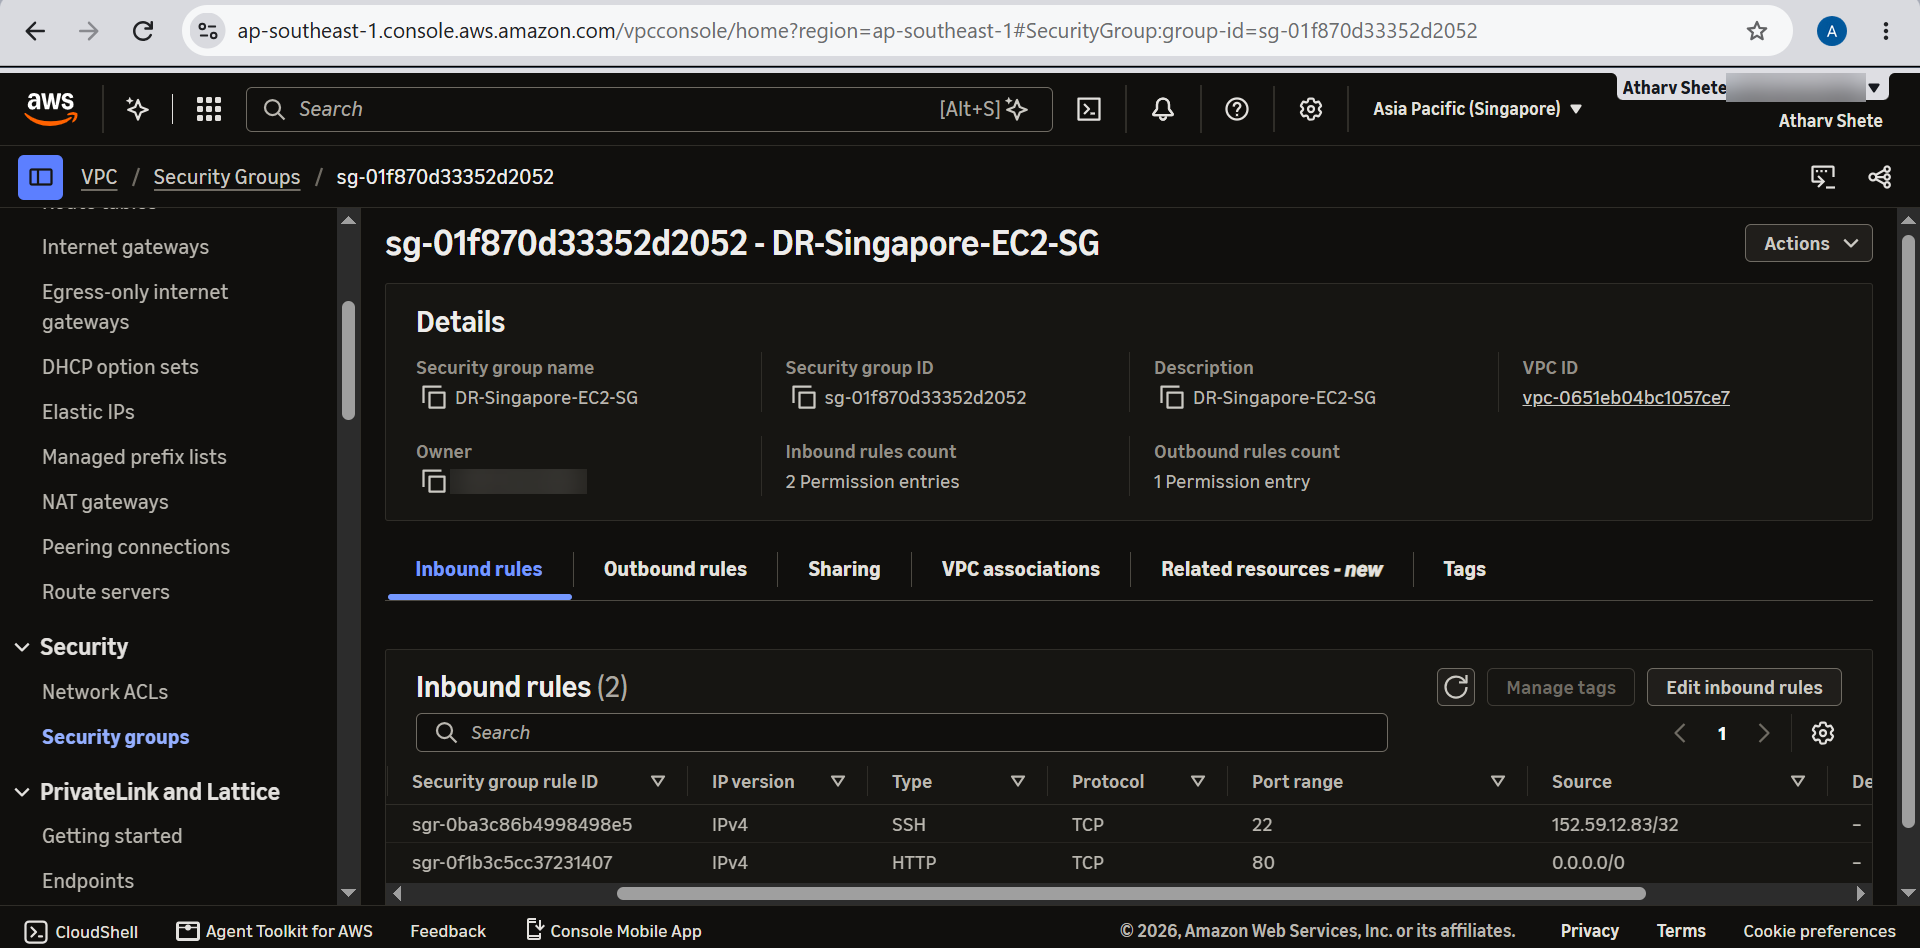 ap-southeast-1.console.aws.amazon.com/vpcconsole/home?region=ap-southeast-1#SecurityGroup:group-id=sg-01f870d33352d2052
A
aws
Search
[Alt+S]
Asia Pacific (Singapore)
Atharv Shete
Atharv Shete
VPC / Security Groups / sg-01f870d33352d2052
Internet gateways
Egress-only internet
gateways
DHCP option sets
Elastic IPs
Managed prefix lists
NAT gateways
Peering connections
Route servers
Security
Network ACLs
Security groups
PrivateLink and Lattice
Getting started
Endpoints
sg-01f870d33352d2052 - DR-Singapore-EC2-SG
Actions
Details
Security group name
DR-Singapore-EC2-SG
Security group ID
sg-01f870d33352d2052
Description
DR-Singapore-EC2-SG
VPC ID
vpc-0651eb04bc1057ce7
Owner
Inbound rules count
2 Permission entries
Outbound rules count
1 Permission entry
Inbound rules
Outbound rules
Sharing
VPC associations
Related resources - new
Tags
Inbound rules (2)
Manage tags
Edit inbound rules
Search
1
Security group rule ID IP version Type Protocol Port range Source De
sgr-0ba3c86b4998498e5 IPv4 SSH TCP 22 152.59.12.83/32 –
sgr-0f1b3c5cc37231407 IPv4 HTTP TCP 80 0.0.0.0/0 –
CloudShell
Agent Toolkit for AWS
Feedback
Console Mobile App
© 2026, Amazon Web Services, Inc. or its affiliates.
Privacy
Terms
Cookie preferences